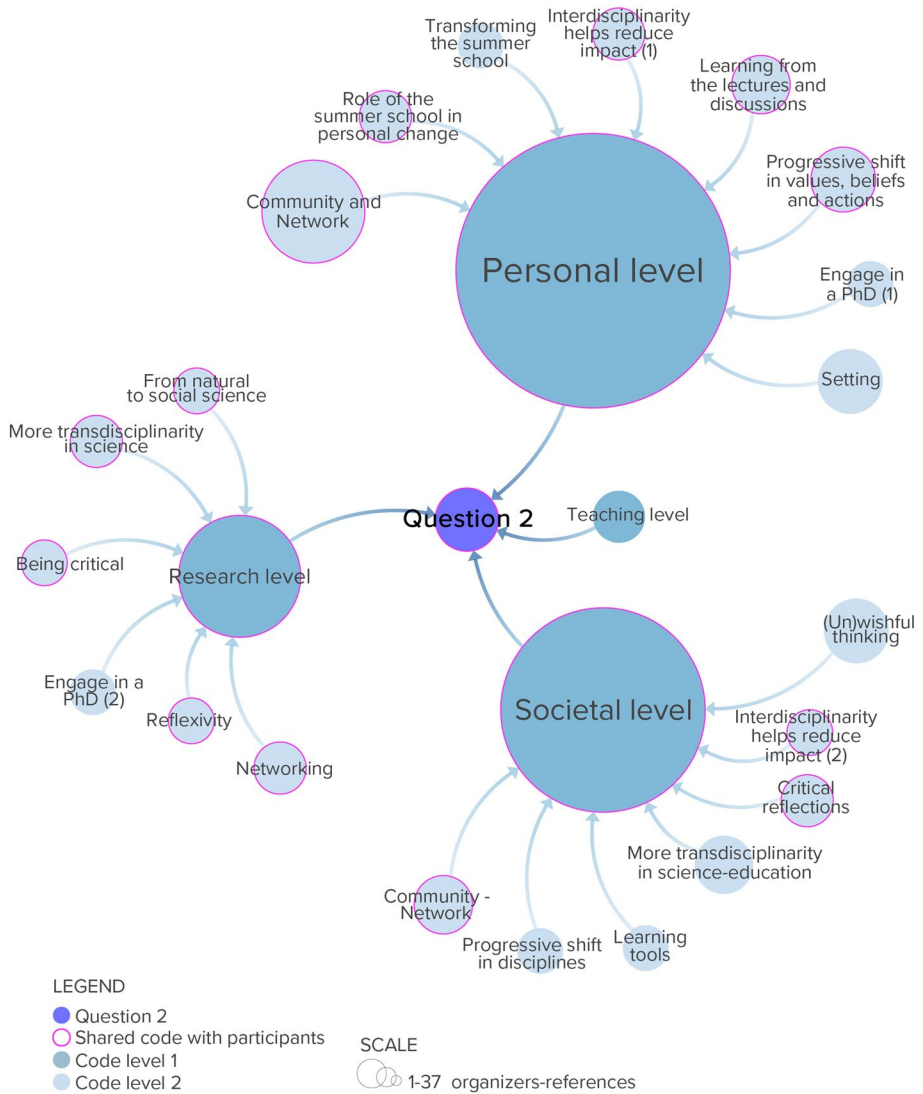 Transforming
the summer
school
Interdisciplinarity
helps reduce
impact (1)
Learning from
the lectures and
discussions
Role of the
summer school in
personal change
Progressive shift
in values, beliefs
and actions
Community and
Network
Personal level
Engage in
a PhD (1)
Setting
From natural
to social science
More transdisciplinarity
in science
Question 2
Teaching level
Being critical
Research level
(Un)wishful
thinking
Engage in a
PhD (2)
Reflexivity
Societal level
Interdisciplinarity
helps reduce
impact (2)
Networking
Critical
reflections
More transdisciplinarity
in science-education
Community -
Network
Progressive shift
in disciplines
Learning
tools
LEGEND
Question 2
Shared code with participants
Code level 1
Code level 2
SCALE
1-37 organizers-references